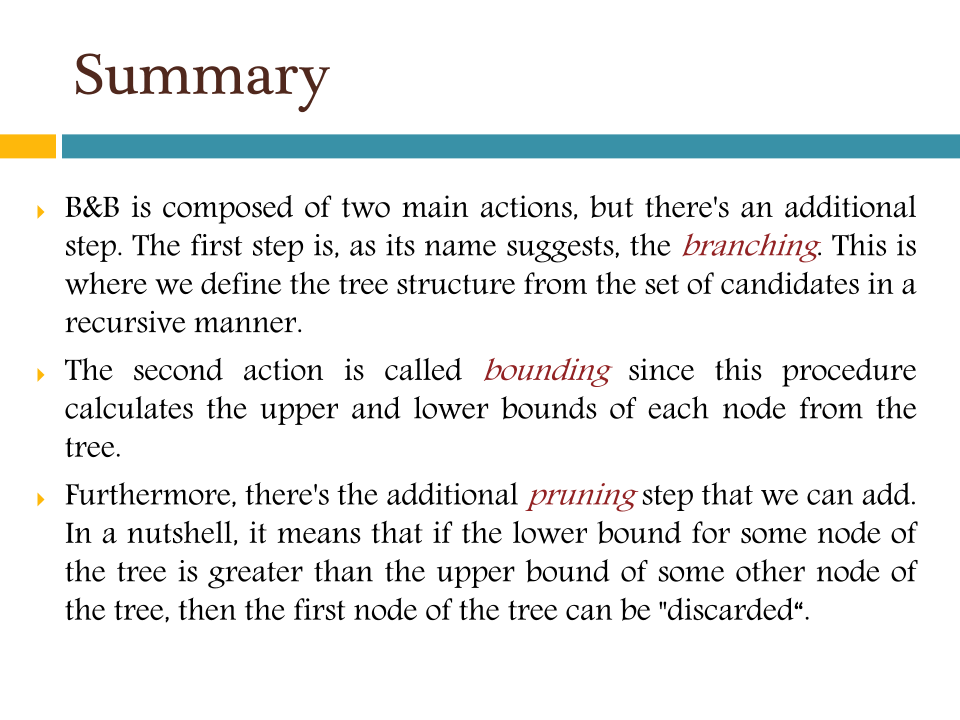 Summary
B&B is composed of two main actions, but there's an additional
step. The first step is, as its name suggests, the branching. This is
where we define the tree structure from the set of candidates in a
recursive manner.
The second action is called bounding since this procedure
calculates the upper and lower bounds of each node from the
tree.
Furthermore, there's the additional pruning step that we can add.
In a nutshell, it means that if the lower bound for some node of
the tree is greater than the upper bound of some other node of
the tree, then the first node of the tree can be "discarded“.